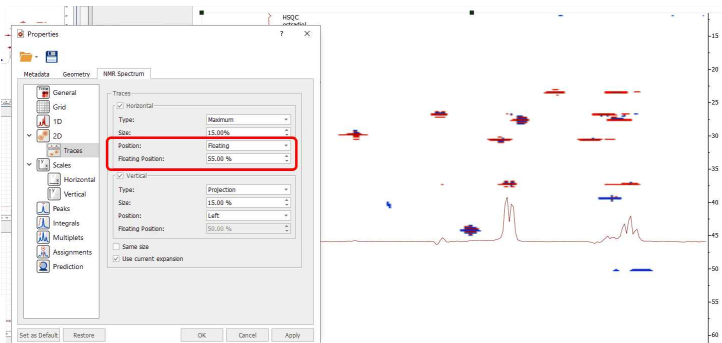 HSQC
estradiol
Properties
?
Metadata Geometry NMR Spectrum
General
Grid
1D
2D
Traces
Scales
Horizontal
Vertical
Peaks
Integrals
Multiplets
Assignments
Prediction
Traces
Horizontal
Type: Maximum
Size: 15.00%
Position: Floating
Floating Position: 55.00 %
Vertical
Type: Projection
Size: 15.00 %
Position: Left
Floating Position: 50.00 %
Same size
Use current expansion
Set as Default Restore OK Cancel Apply
-15
-20
-25
-30
-35
-40
-45
-50
-55
-60